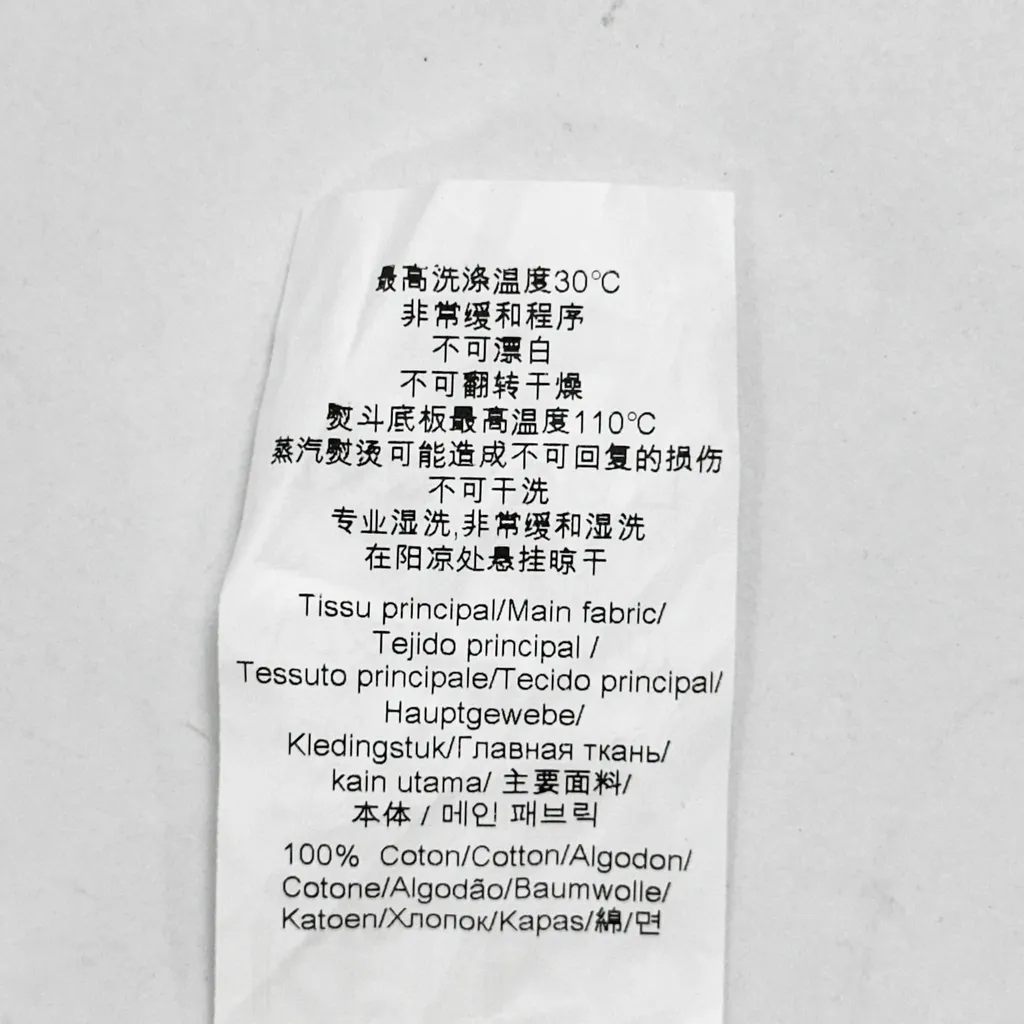 最高洗涤温度30°C
非常缓和程序
不可漂白
不可翻转干燥
熨斗底板最高温度110°C
蒸汽熨烫可能造成不可回复的损伤
不可干洗
专业湿洗,非常缓和湿洗
在阳凉处悬挂晾干
Tissu principal/Main fabric/
Tejido principal /
Tessuto principale/Tecido principal/
Hauptgewebe/
Kledingstuk/Главная ткань/
kain utama/ 主要面料/
本体 / 메인 패브릭
100% Coton/Cotton/Algodon/
Cotone/Algodão/Baumwolle/
Katoen/Хлопок/Kapas/綿/면